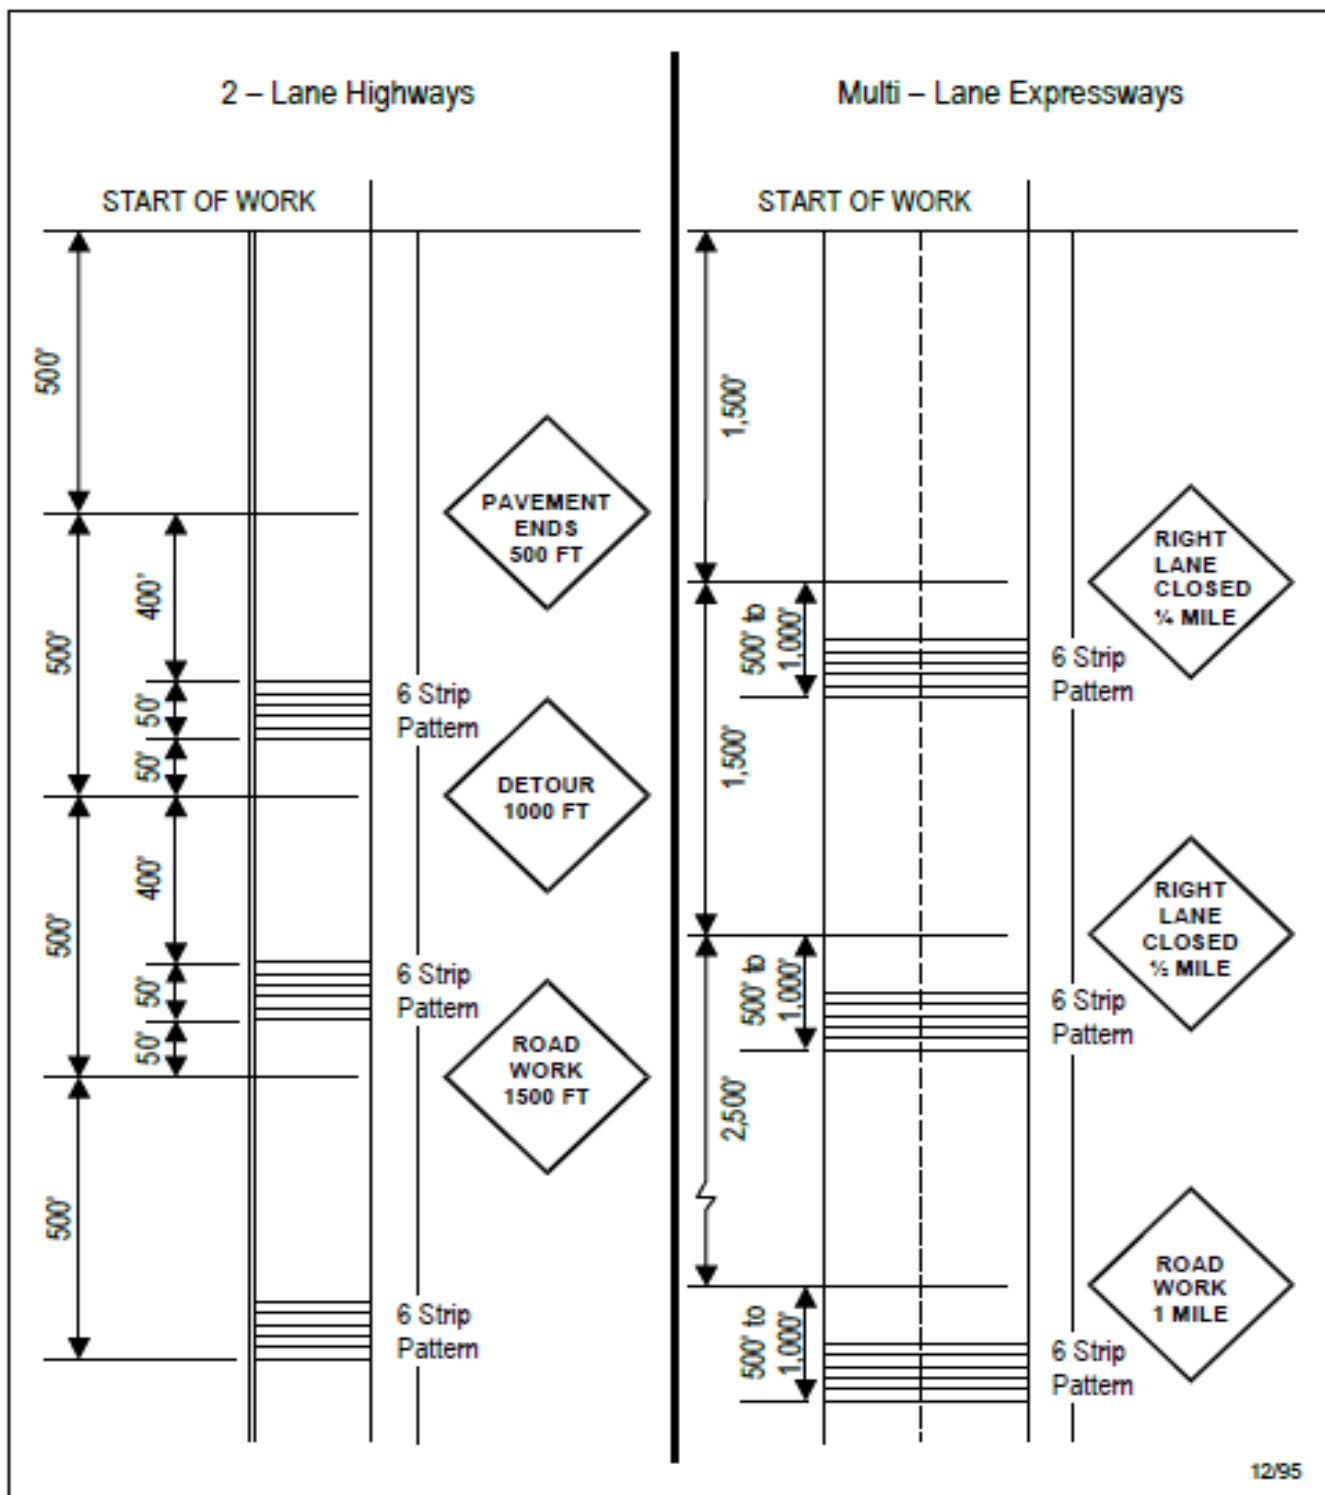 2 – Lane Highways
START OF WORK
500'
PAVEMENT
ENDS
500 FT
400"
500'
50'
6 Strip
Pattern
50'
DETOUR
1000 FT
400'
500'
50'
6 Strip
Pattern
50'
ROAD
WORK
1500 FT
500'
6 Strip
Pattern
Multi – Lane Expressways
START OF WORK
1,500'
RIGHT
LANE
CLOSED
¼ MILE
500' to
1,000'
6 Strip
Pattern
1,500'
RIGHT
LANE
CLOSED
½ MILE
500' to
1,000'
6 Strip
Pattern
2,500'
ROAD
WORK
1 MILE
500' to
1,000'
6 Strip
Pattern
12/95